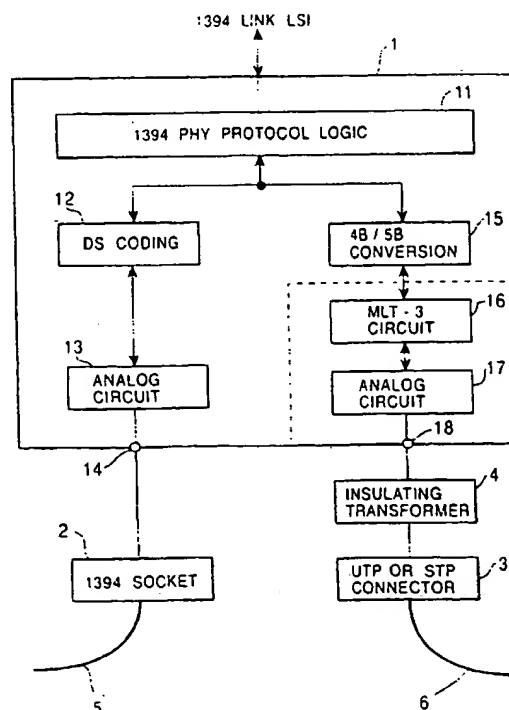 1394 LINK LSI
1
11
1394 PHY PROTOCOL LOGIC
12
DS CODING
15
4B / 5B
CONVERSION
16
MLT - 3
CIRCUIT
13
ANALOG
CIRCUIT
17
ANALOG
CIRCUIT
14
18
4
INSULATING
TRANSFORMER
2
1394 SOCKET
3
UTP OR STP
CONNECTOR
5
6